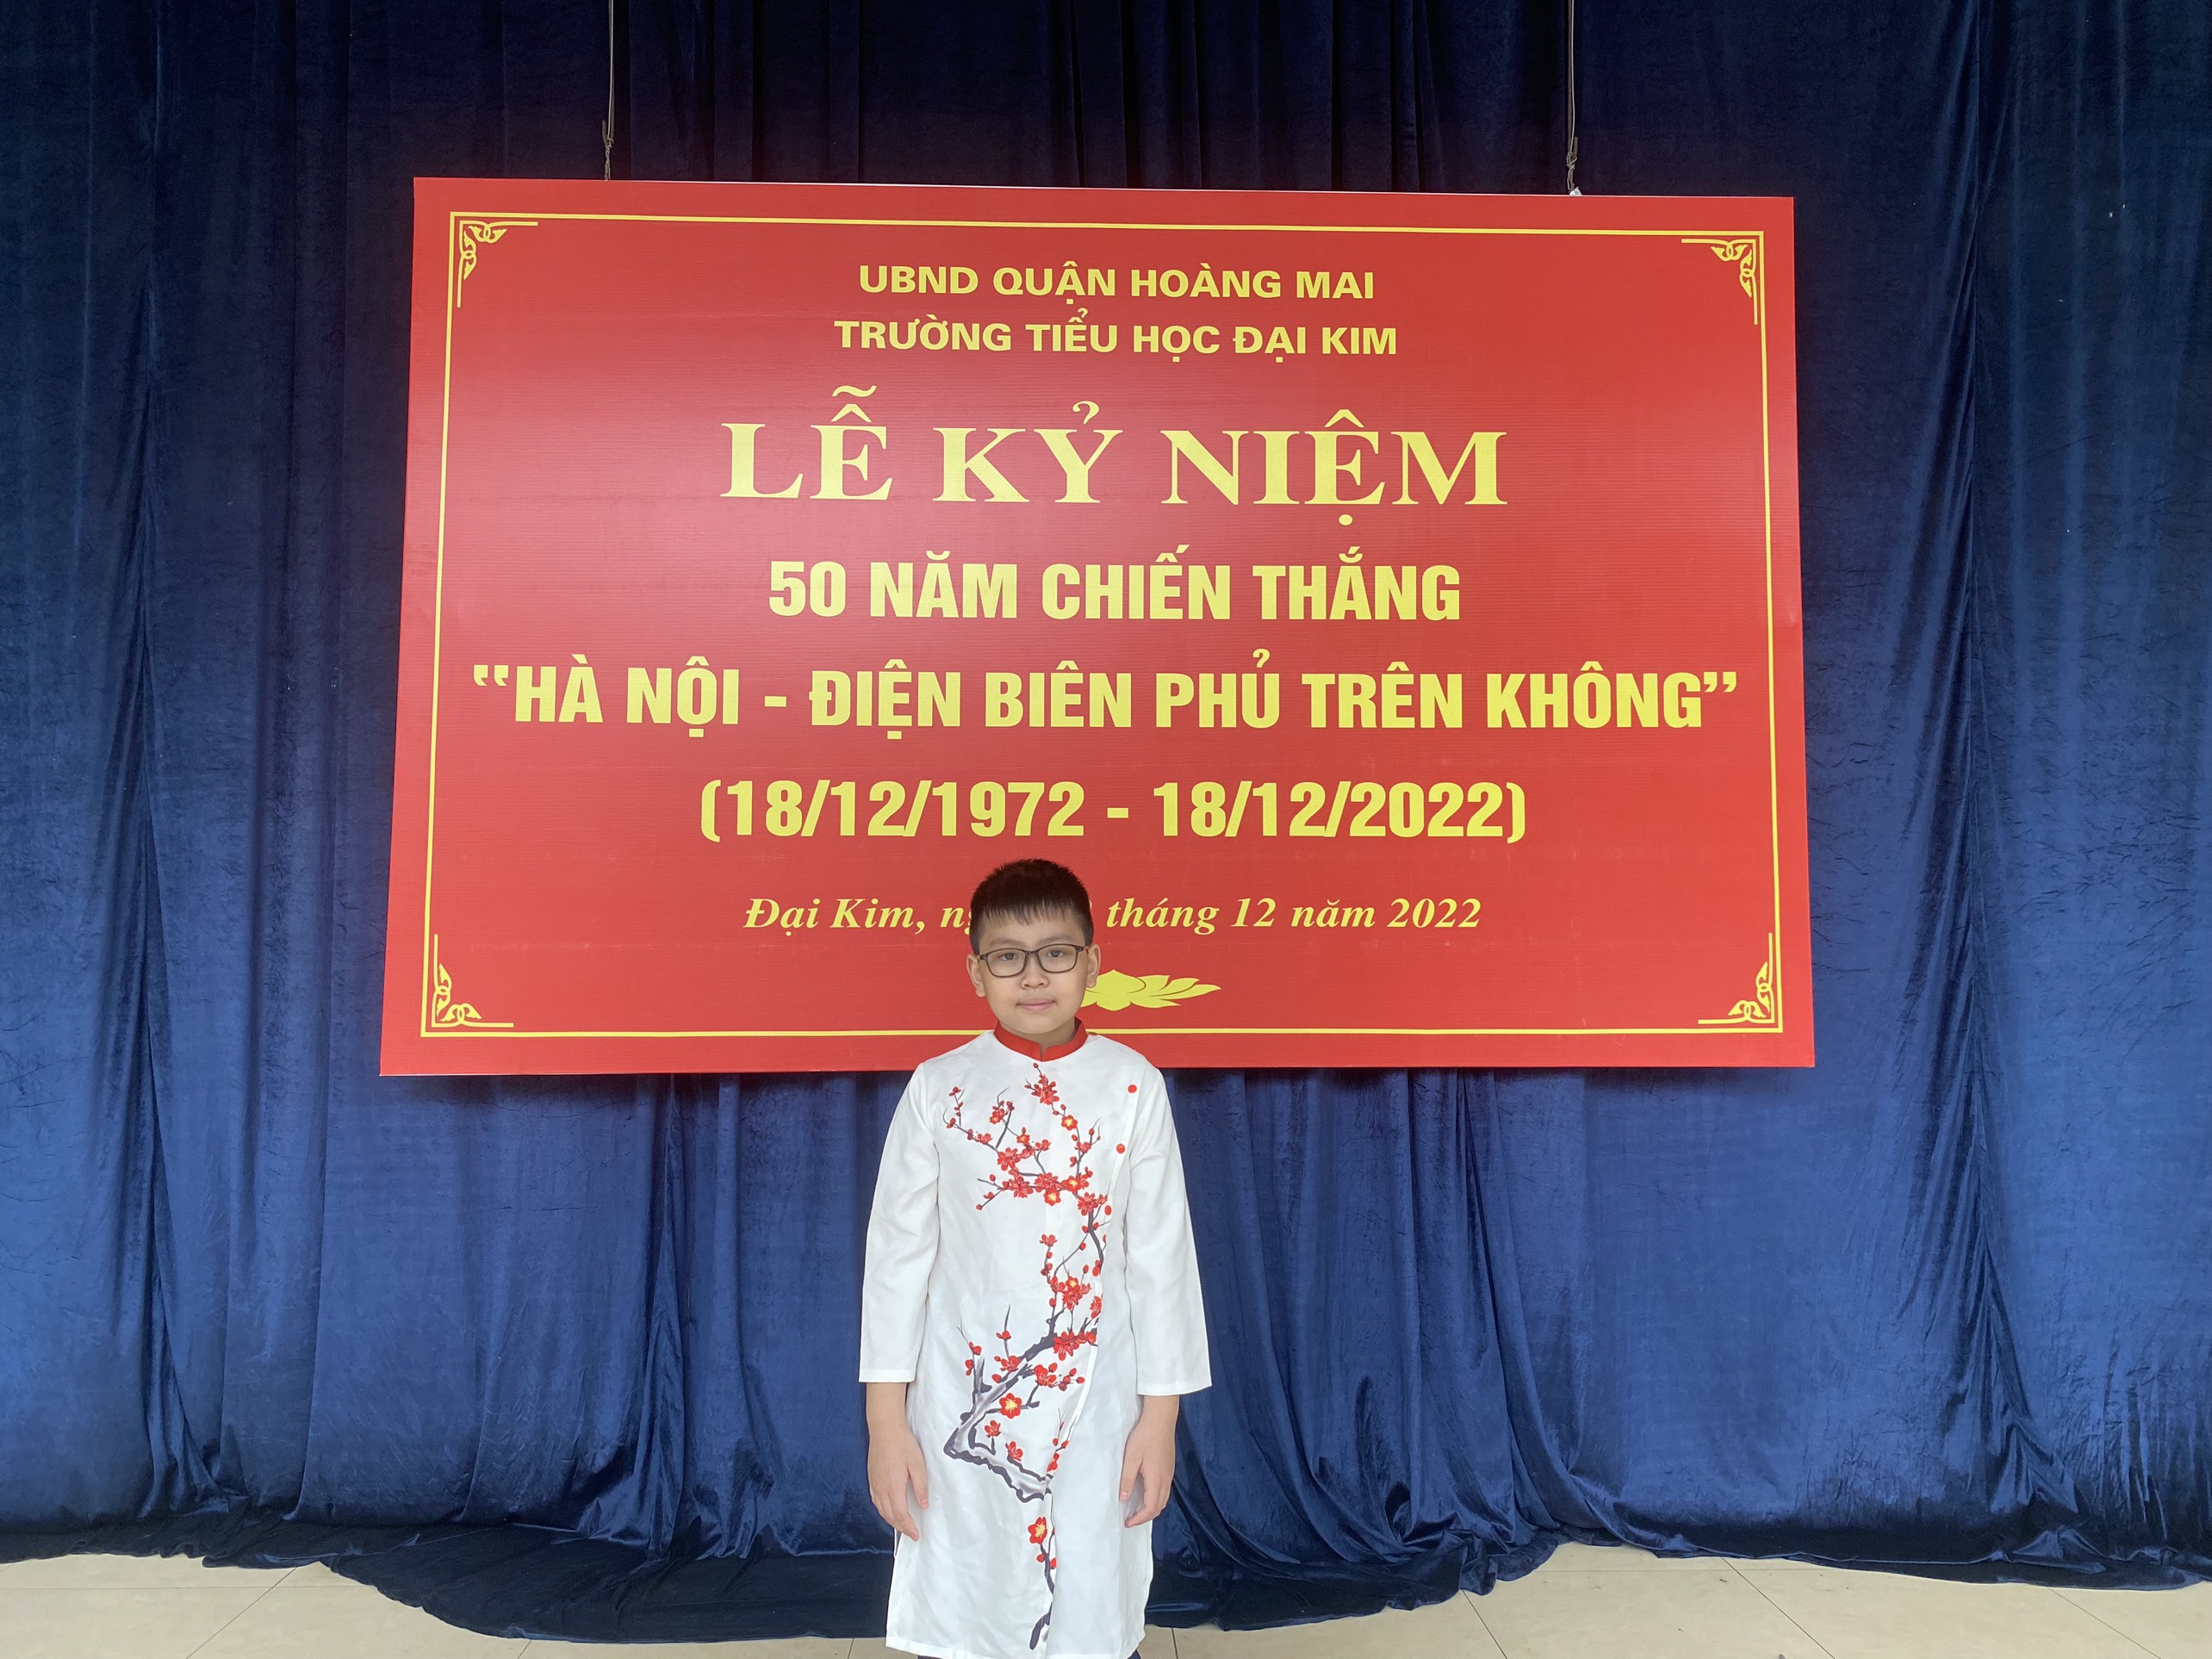 UBND QUẬN HOÀNG MAI
TRƯỜNG TIỂU HỌC ĐẠI KIM
LỄ KỶ NIỆM
50 NĂM CHIẾN THẮNG
“HÀ NỘI - ĐIỆN BIÊN PHỦ TRÊN KHÔNG”
(18/12/1972 - 18/12/2022)
Đại Kim, tháng 12 năm 2022